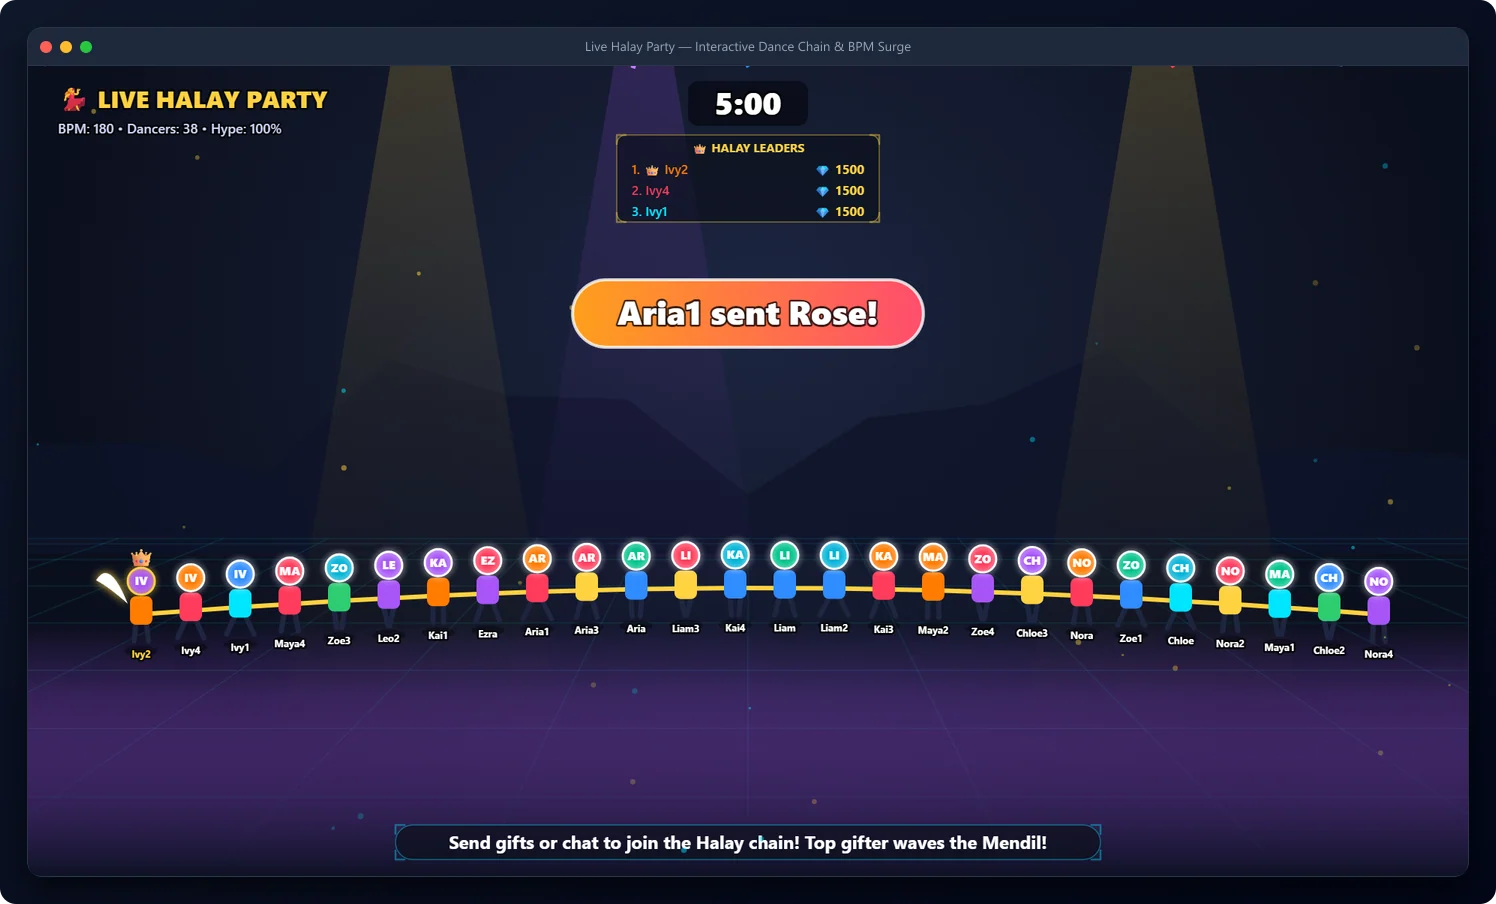 Live Halay Party — Interactive Dance Chain & BPM Surge
LIVE HALAY PARTY
BPM: 180 • Dancers: 38 • Hype: 100%
5:00
HALAY LEADERS
1. Ivy2 1500
2. Ivy4 1500
3. Ivy1 1500
Aria1 sent Rose!
IV IV IV MA ZO LE KA EZ AR AR AR LI KA LI LI KA MA ZO CH NO ZO CH NO MA CH NO
Ivy2 Ivy4 Ivy1 Maya4 Zoe3 Leo2 Kai1 Ezra Aria1 Aria3 Aria Liam3 Kai4 Liam Liam2 Kai3 Maya2 Zoe4 Chloe3 Nora Zoe1 Chloe Nora2 Maya1 Chloe2 Nora4
Send gifts or chat to join the Halay chain! Top gifter waves the Mendil!